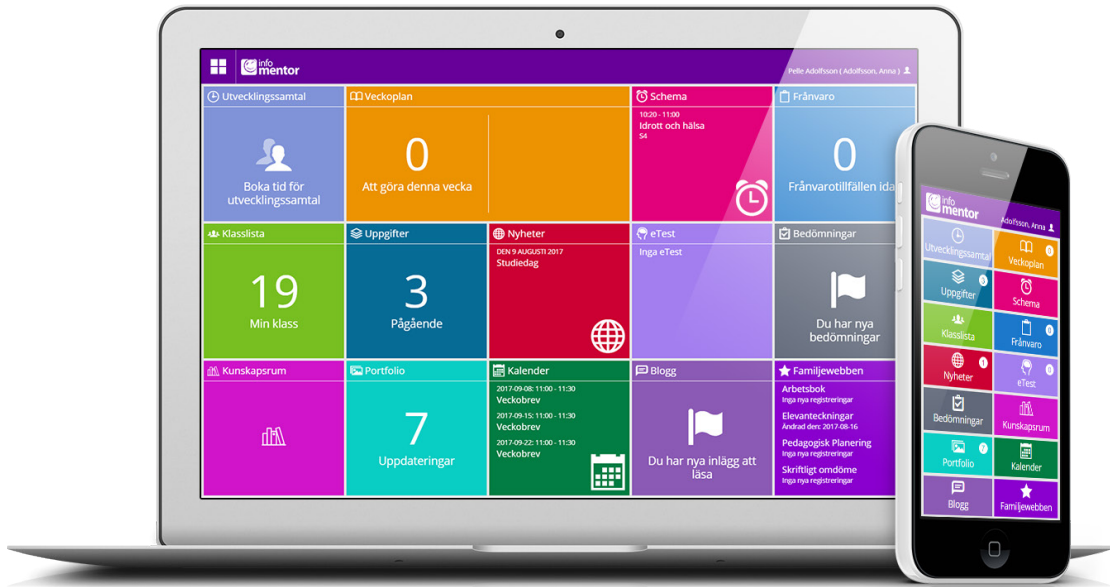 info
mentor
Pelle Adolfsson ( Adolfsson, Anna )
Utvecklingssamtal
Veckoplan
Schema
Frånvaro
Boka tid för
utvecklingssamtal
0
Att göra denna vecka
10:20 - 11:00
Idrott och hälsa
S4
0
Frånvarotillfällen ida
Klasslista
Uppgifter
Nyheter
eTest
Bedömningar
19
Min klass
3
Pågående
DEN 9 AUGUSTI 2017
Studiedag
Inga eTest
Du har nya
bedömningar
Kunskapsrum
Portfolio
Kalender
Blogg
Familjewebben
7
Uppdateringar
2017-09-08: 11:00 - 11:30
Veckobrev
2017-09-15: 11:00 - 11:30
Veckobrev
2017-09-22: 11:00 - 11:30
Veckobrev
Du har nya inlägg att
läsa
Arbetsbok
Inga nya registreringar
Elevanteckningar
Ändrad den: 2017-08-16
Pedagogisk Planering
Inga nya registreringar
Skriftligt omdöme
Inga nya registreringar
info
mentor
Adolfsson, Anna
Utvecklingssamtal
0
Veckoplan
3
Uppgifter
Schema
Klasslista
0
Frånvaro
1
Nyheter
0
eTest
Bedömningar
Kunskapsrum
7
Portfolio
Kalender
Blogg
Familjewebben